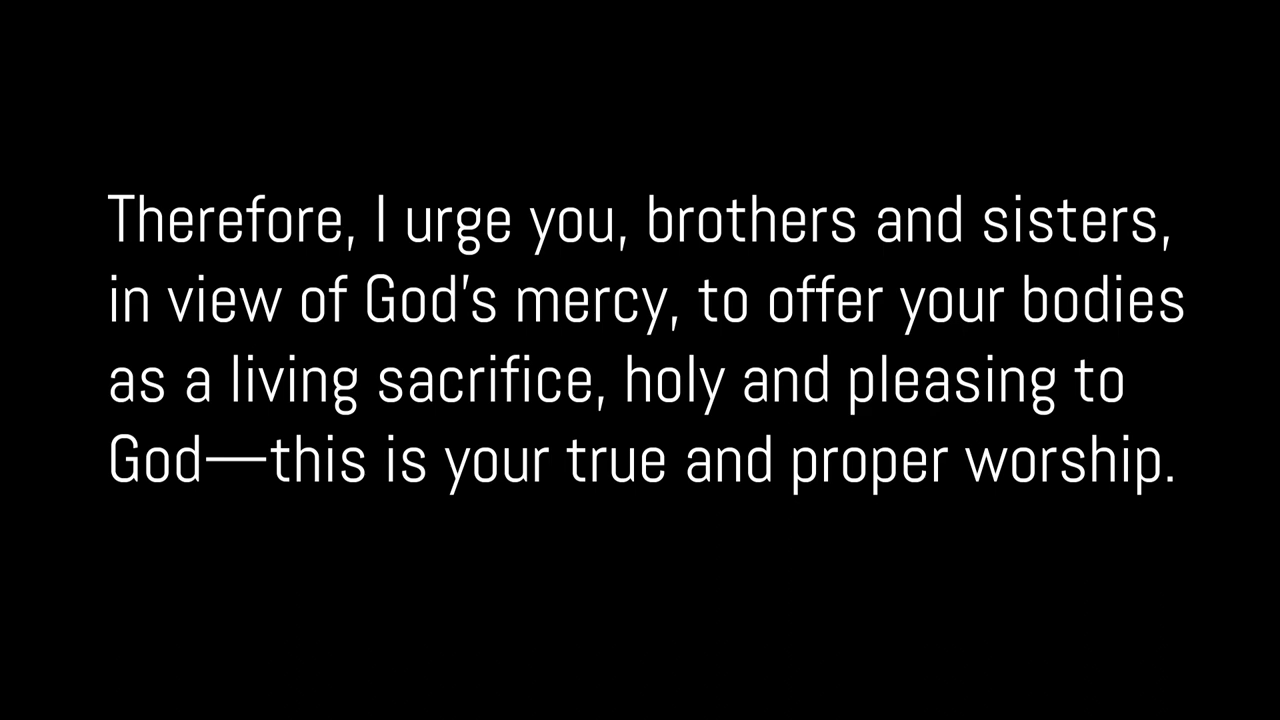 Therefore, I urge you, brothers and sisters,
in view of God’s mercy, to offer your bodies
as a living sacrifice, holy and pleasing to
God—this is your true and proper worship.